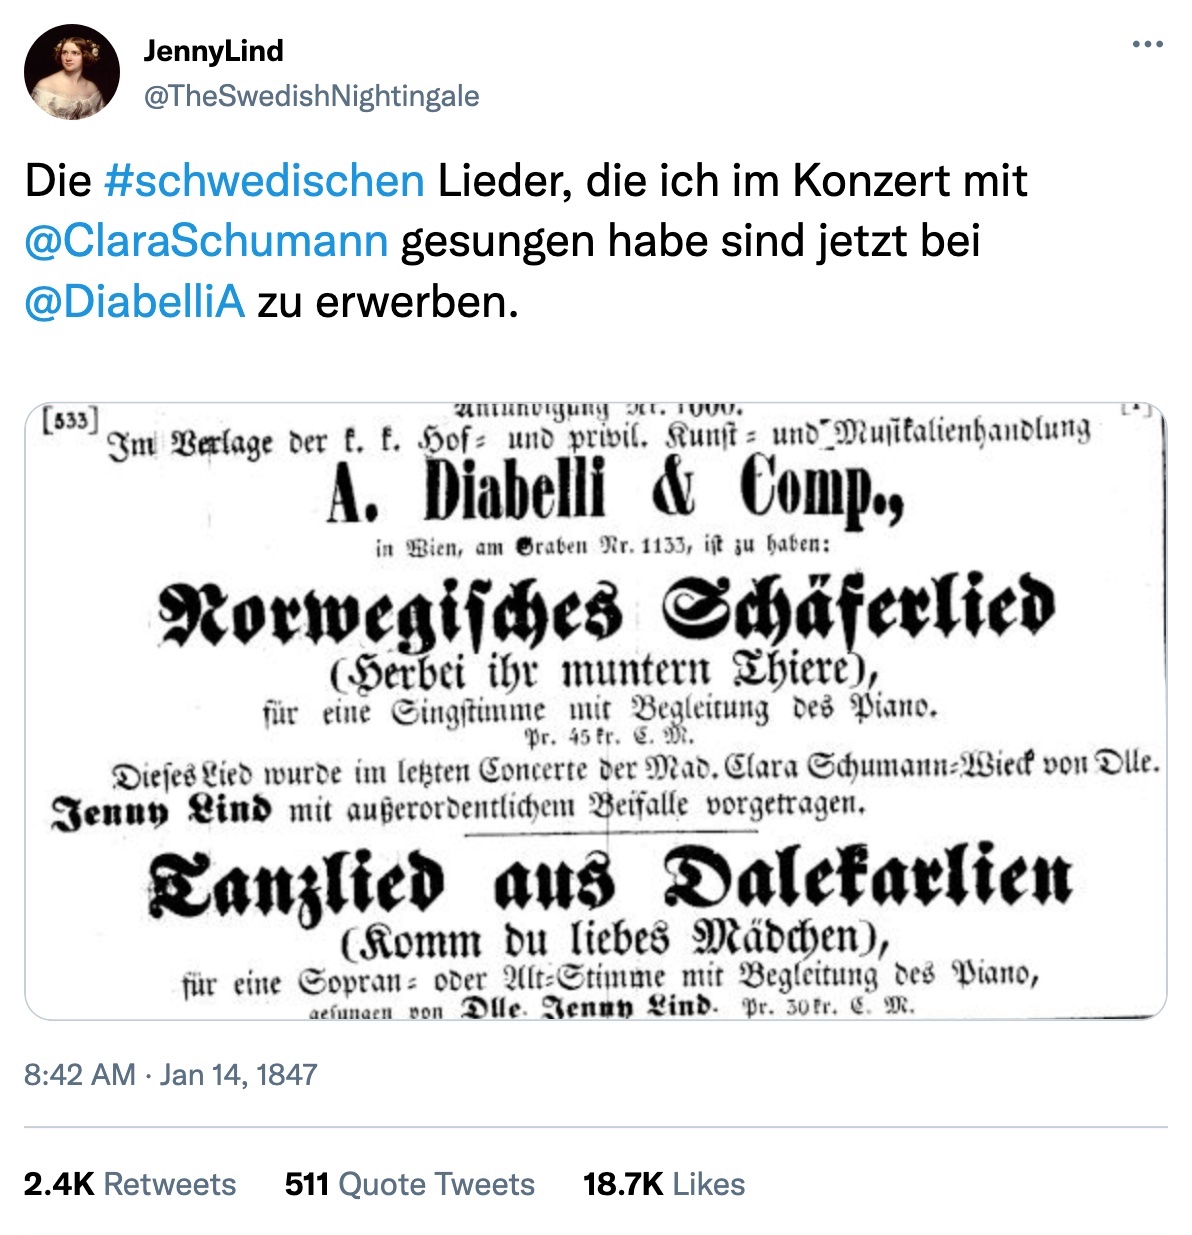 JennyLind
@TheSwedishNightingale
Die #schwedischen Lieder, die ich im Konzert mit
@ClaraSchumann gesungen habe sind jetzt bei
@DiabelliA zu erwerben.
[533] Ankündigung Nr. 1000. [1]
Im Verlage der k. k. Hof- und privil. Kunst- und Musikalienhandlung
A. Diabelli & Comp.,
in Wien, am Graben Nr. 1133, ist zu haben:
Norwegisches Schäferlied
(Herbei ihr muntern Thiere),
für eine Singstimme mit Begleitung des Piano.
Pr. 45 kr. C. M.
Dieses Lied wurde im letzten Concerte der Mad. Clara Schumann-Wieck von Dlle.
Jenny Lind mit außerordentlichem Beifalle vorgetragen.
Tanzlied aus Dalekarlien
(Komm du liebes Mädchen),
für eine Sopran- oder Alt-Stimme mit Begleitung des Piano,
gesungen von Dlle. Jenny Lind. Pr. 30 kr. C. M.
8:42 AM · Jan 14, 1847
2.4K Retweets 511 Quote Tweets 18.7K Likes